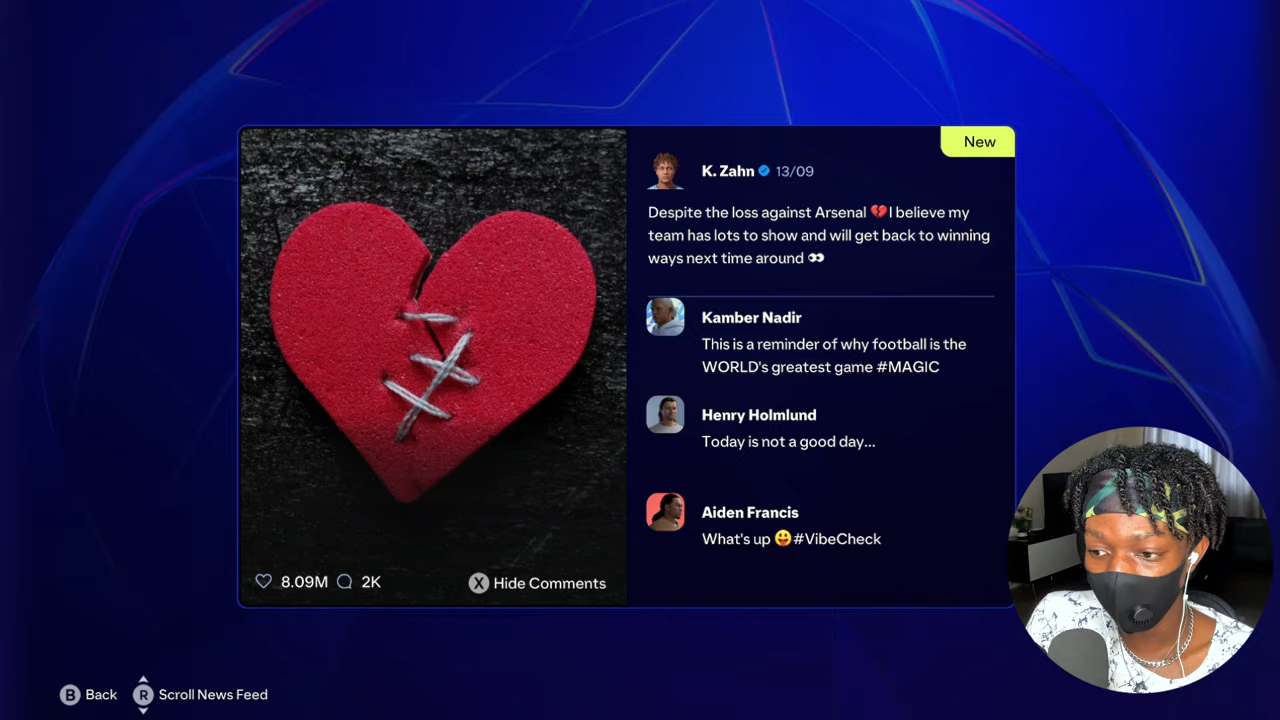 New
K. Zahn 13/09
Despite the loss against Arsenal 💔I believe my
team has lots to show and will get back to winning
ways next time around 👀
Kamber Nadir
This is a reminder of why football is the
WORLD's greatest game #MAGIC
Henry Holmlund
Today is not a good day...
Aiden Francis
What's up 😛#VibeCheck
8.09M 2K X Hide Comments
B Back R Scroll News Feed